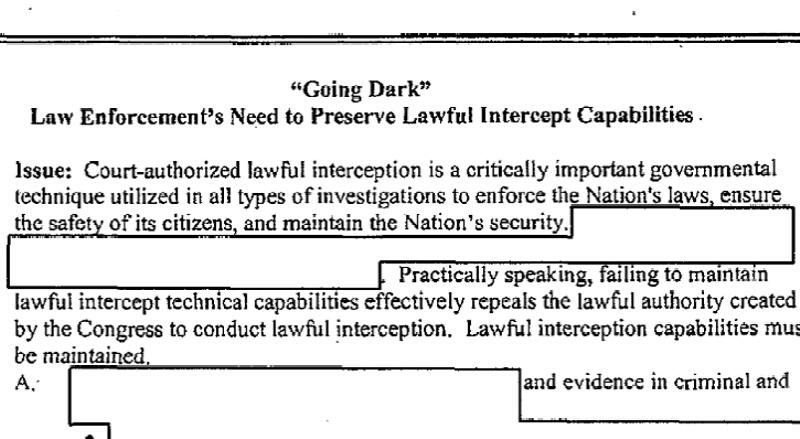 “Going Dark”
Law Enforcement’s Need to Preserve Lawful Intercept Capabilities
Issue: Court-authorized lawful interception is a critically important governmental
technique utilized in all types of investigations to enforce the Nation's laws, ensure
the safety of its citizens, and maintain the Nation’s security.
. Practically speaking, failing to maintain
lawful intercept technical capabilities effectively repeals the lawful authority created
by the Congress to conduct lawful interception. Lawful interception capabilities mus
be maintained.
A. and evidence in criminal and